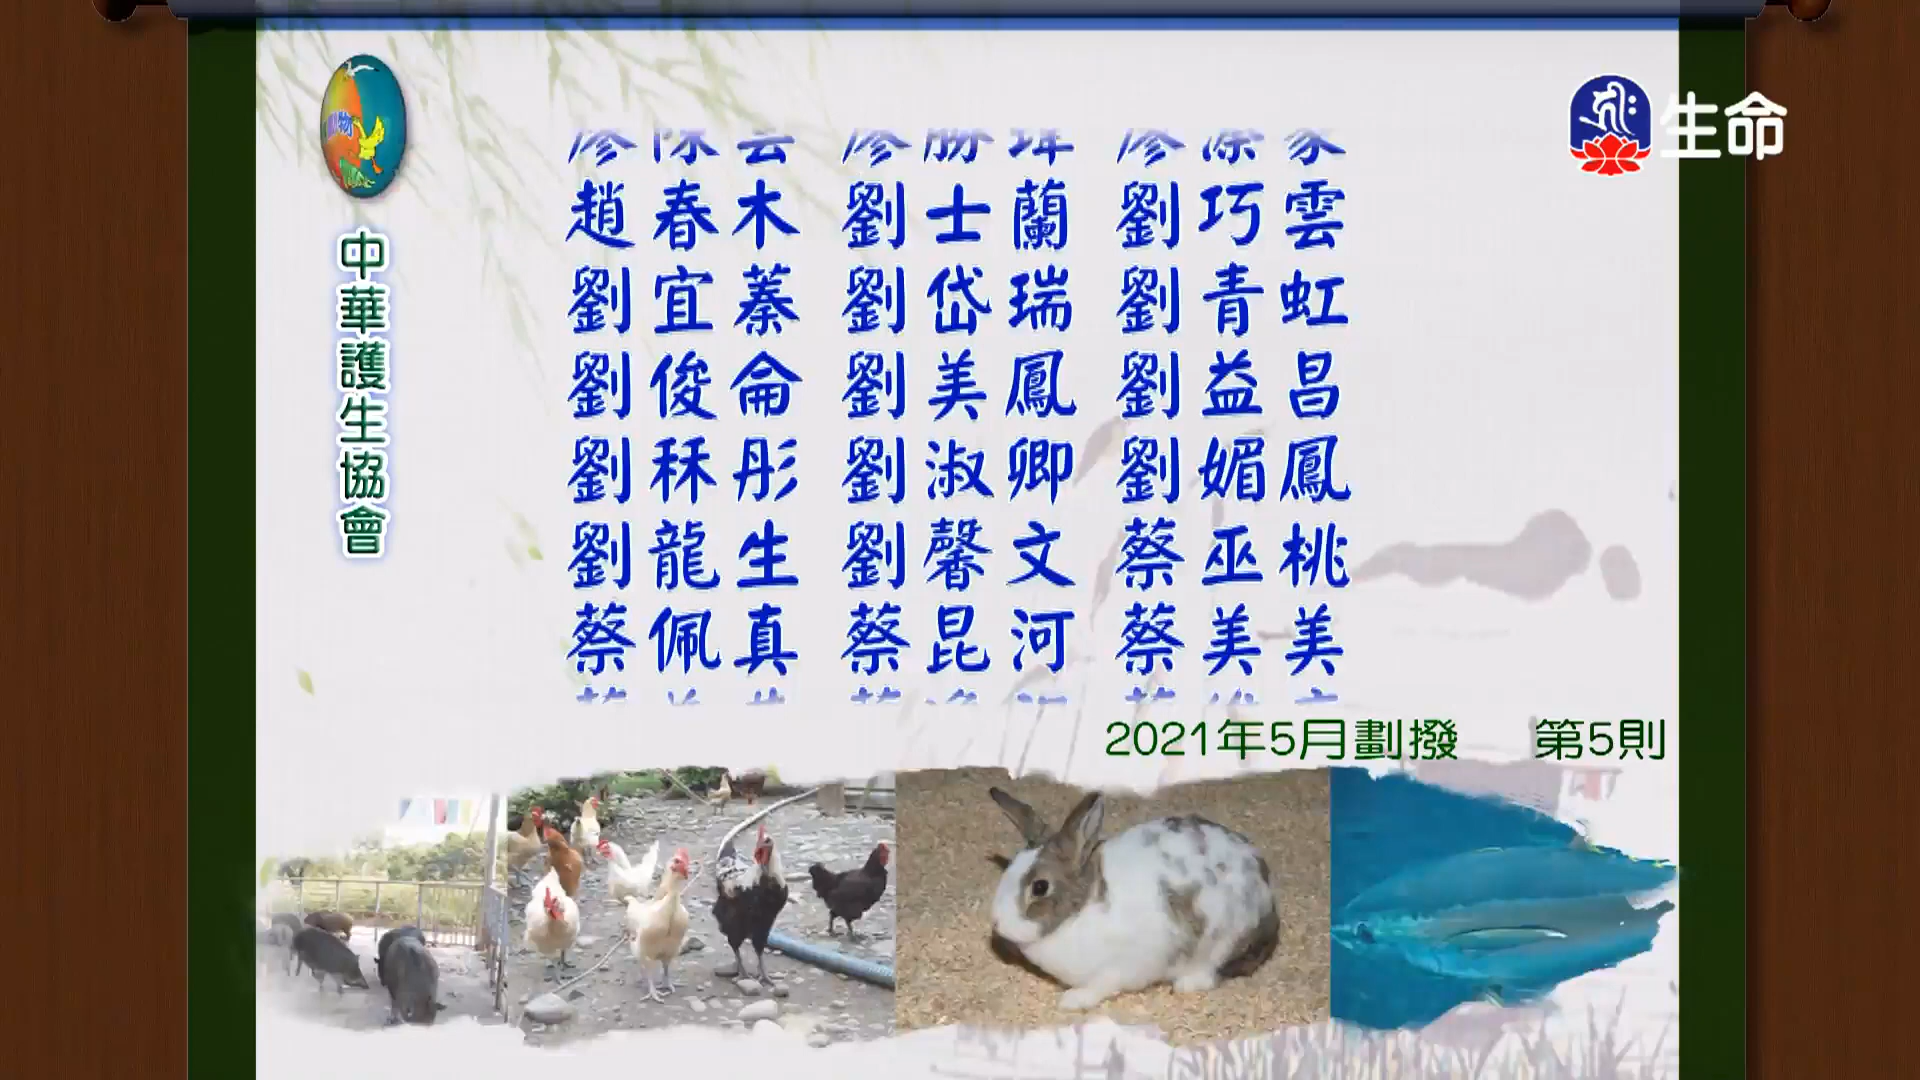 生命
中華護生協會
趙春木 劉士蘭 劉巧雲
劉宜蓁 劉岱瑞 劉青虹
劉俊侖 劉美鳳 劉益昌
劉秝彤 劉淑卿 劉媚鳳
劉龍生 劉馨文 蔡巫桃
蔡佩真 蔡昆河 蔡美美
2021年5月劃撥 第5則